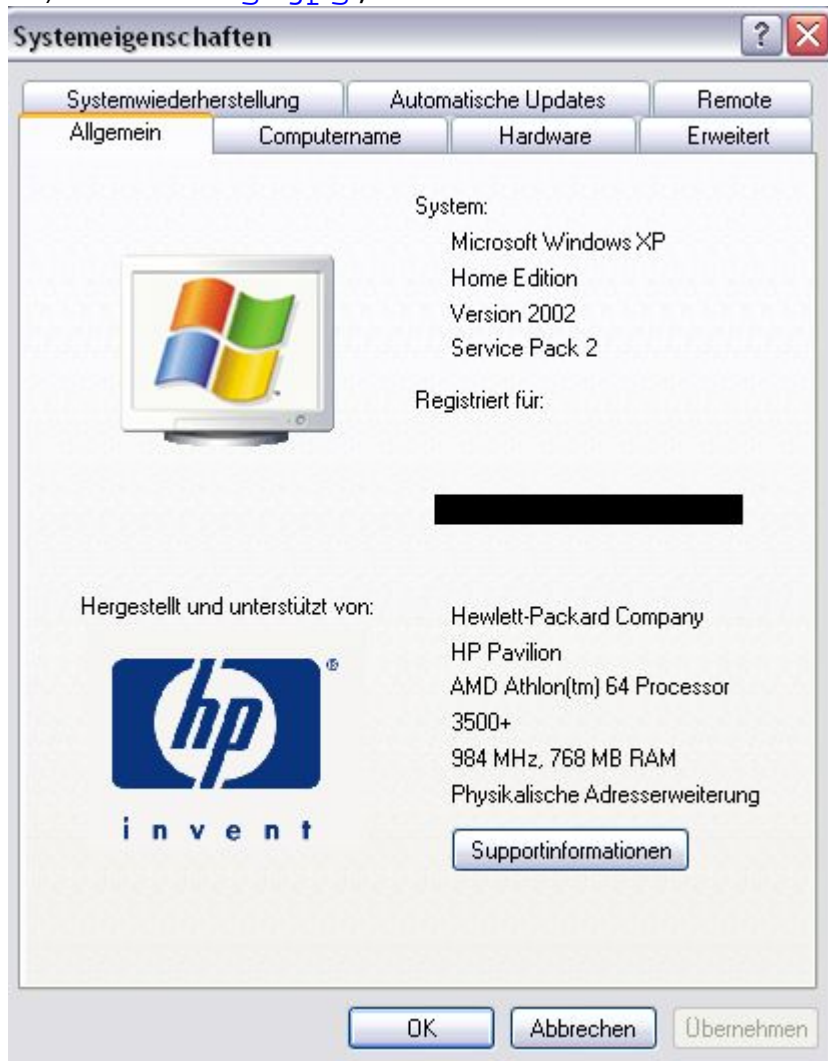 Systemeigenschaften
Systemwiederherstellung Automatische Updates Remote
Allgemein Computername Hardware Erweitert
System:
Microsoft Windows XP
Home Edition
Version 2002
Service Pack 2
Registriert für:
Hergestellt und unterstützt von:
hp®
invent
Hewlett-Packard Company
HP Pavilion
AMD Athlon(tm) 64 Processor
3500+
984 MHz, 768 MB RAM
Physikalische Adresserweiterung
Supportinformationen
OK Abbrechen Übernehmen